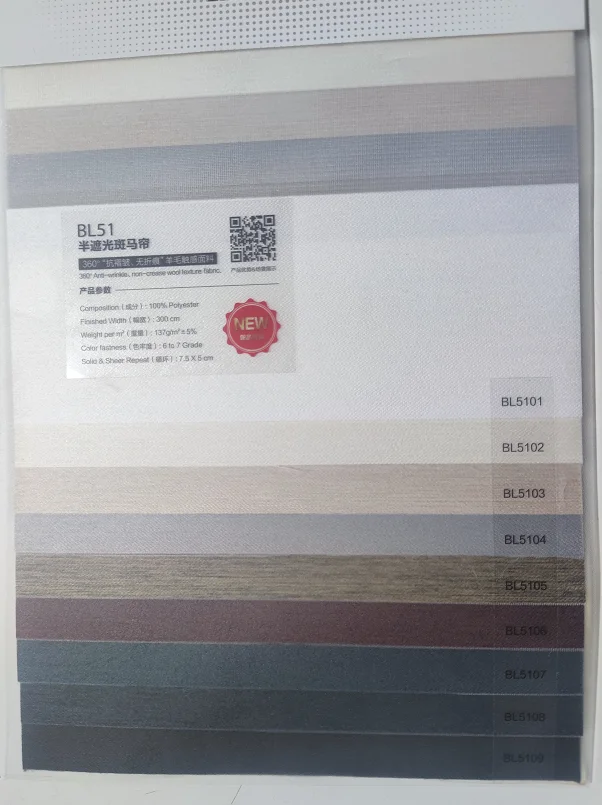 BL51
半遮光斑马帘
360° "抗褶皱、无折痕" 羊毛触感面料
360° Anti-wrinkle, non-crease wool texture fabric.
产品参数
Composition（成分）: 100% Polyester
Finished Width（幅宽）: 300 cm
Weight per m²（重量）: 137g/m²±5%
Color fastness（色牢度）: 6 to 7 Grade
Solid & Sheer Repeat（循环）: 7.5 X 5 cm
NEW
BL5101
BL5102
BL5103
BL5104
BL5105
BL5106
BL5107
BL5108
BL5109